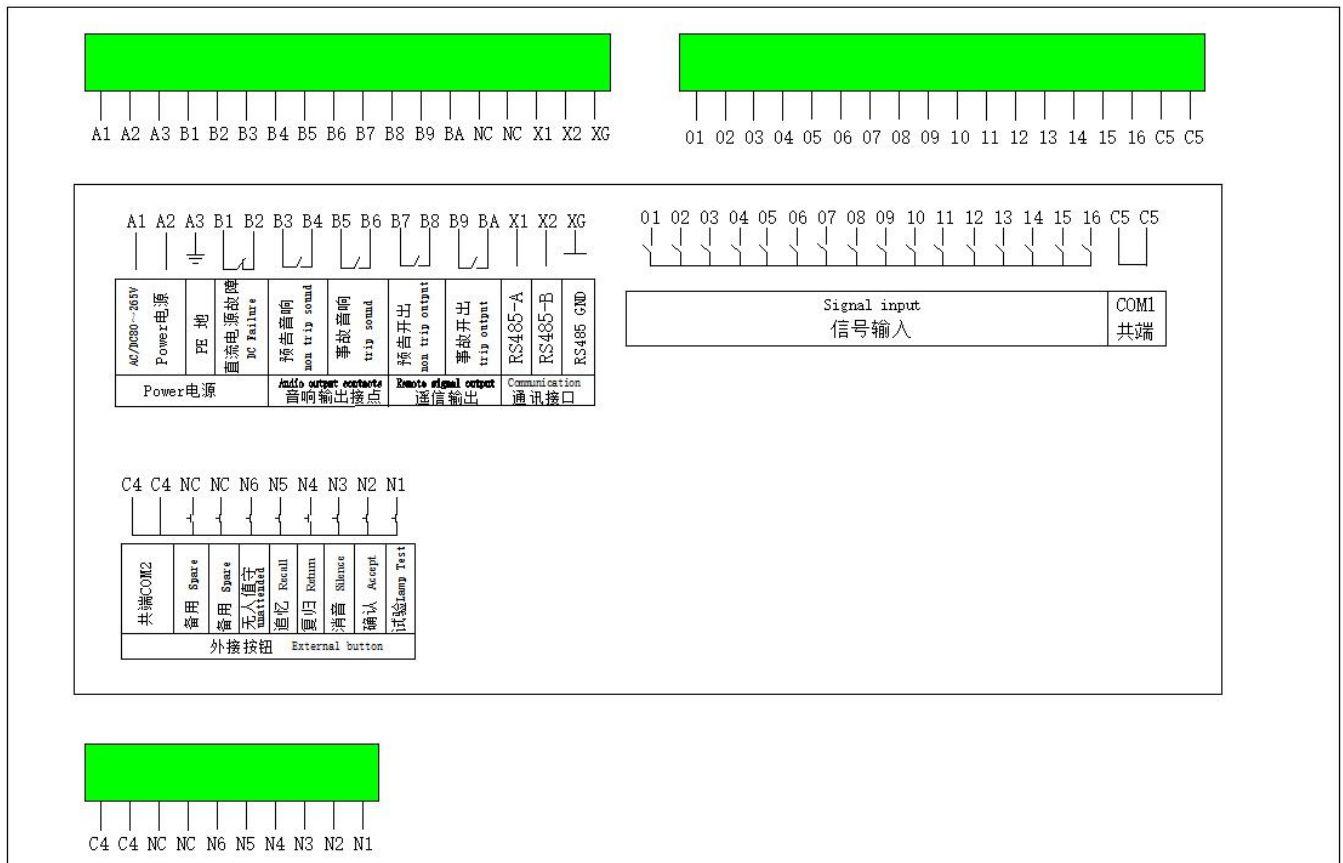 A1 A2 A3 B1 B2 B3 B4 B5 B6 B7 B8 B9 BA NC NC X1 X2 XG
01 02 03 04 05 06 07 08 09 10 11 12 13 14 15 16 C5 C5
A1 A2 A3 B1 B2 B3 B4 B5 B6 B7 B8 B9 BA X1 X2 XG
01 02 03 04 05 06 07 08 09 10 11 12 13 14 15 16 C5 C5
AC/DC80~265V
Power电源
PE 地
直流电源故障
DC Failure
预告音响
non trip sound
事故音响
trip sound
预告开出
non trip output
事故开出
trip output
RS485-A
RS485-B
RS485 GND
Power电源
Audio output contacts
音响输出接点
Remote signal output
遥信输出
Communication
通讯接口
Signal input
信号输入
COM1
共端
C4 C4 NC NC N6 N5 N4 N3 N2 N1
共端COM2
备用 Spare
备用 Spare
无人值守
unattended
追忆 Recall
复归 Return
消音 Silence
确认 Accept
试验Lamp Test
外接按钮 External button
C4 C4 NC NC N6 N5 N4 N3 N2 N1